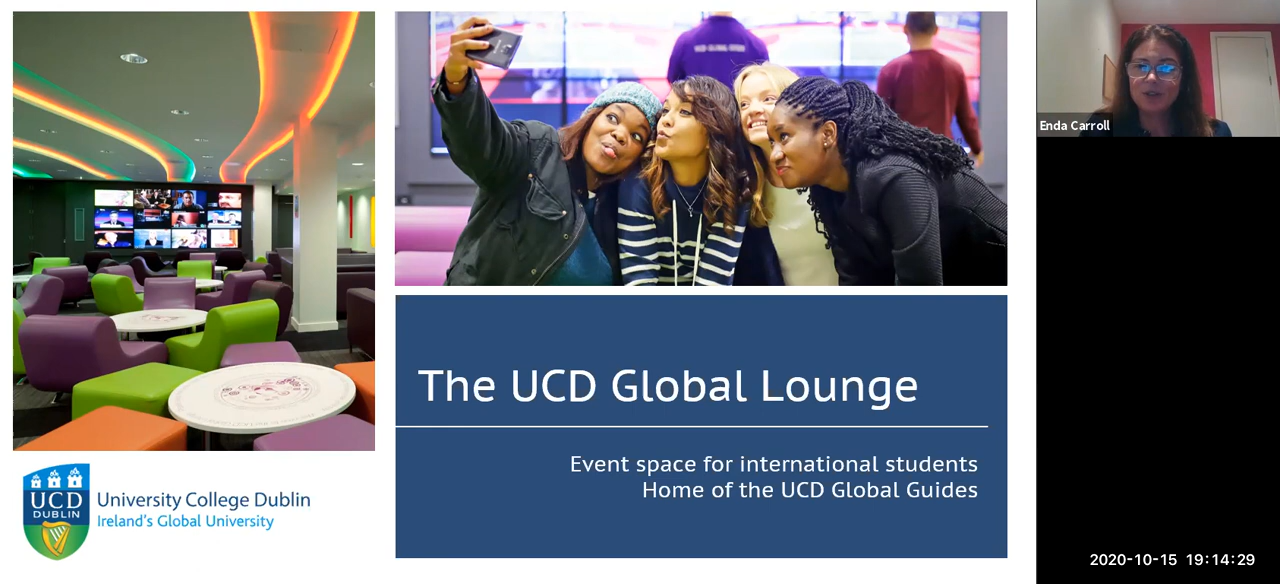 The UCD Global Lounge
Event space for international students
Home of the UCD Global Guides
UCD
DUBLIN
University College Dublin
Ireland's Global University
Enda Carroll
2020-10-15 19:14:29